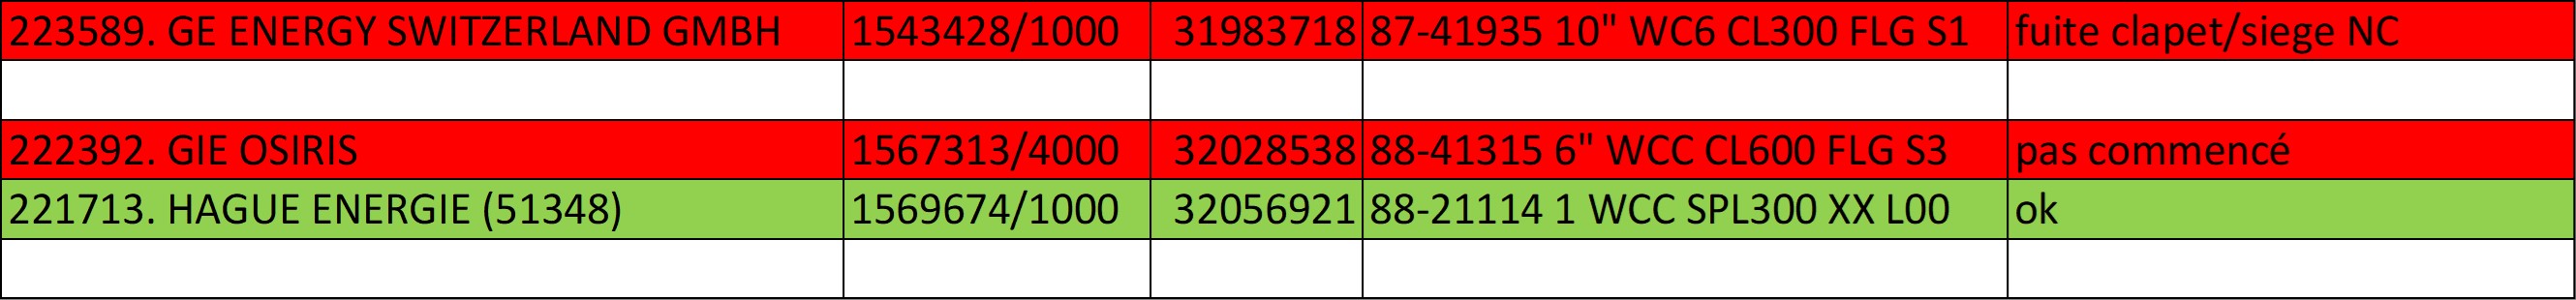 223589. GE ENERGY SWITZERLAND GMBH 1543428/1000 31983718 87-41935 10" WC6 CL300 FLG S1 fuite clapet/siege NC
222392. GIE OSIRIS 1567313/4000 32028538 88-41315 6" WCC CL600 FLG S3 pas commencé
221713. HAGUE ENERGIE (51348) 1569674/1000 32056921 88-21114 1 WCC SPL300 XX L00 ok